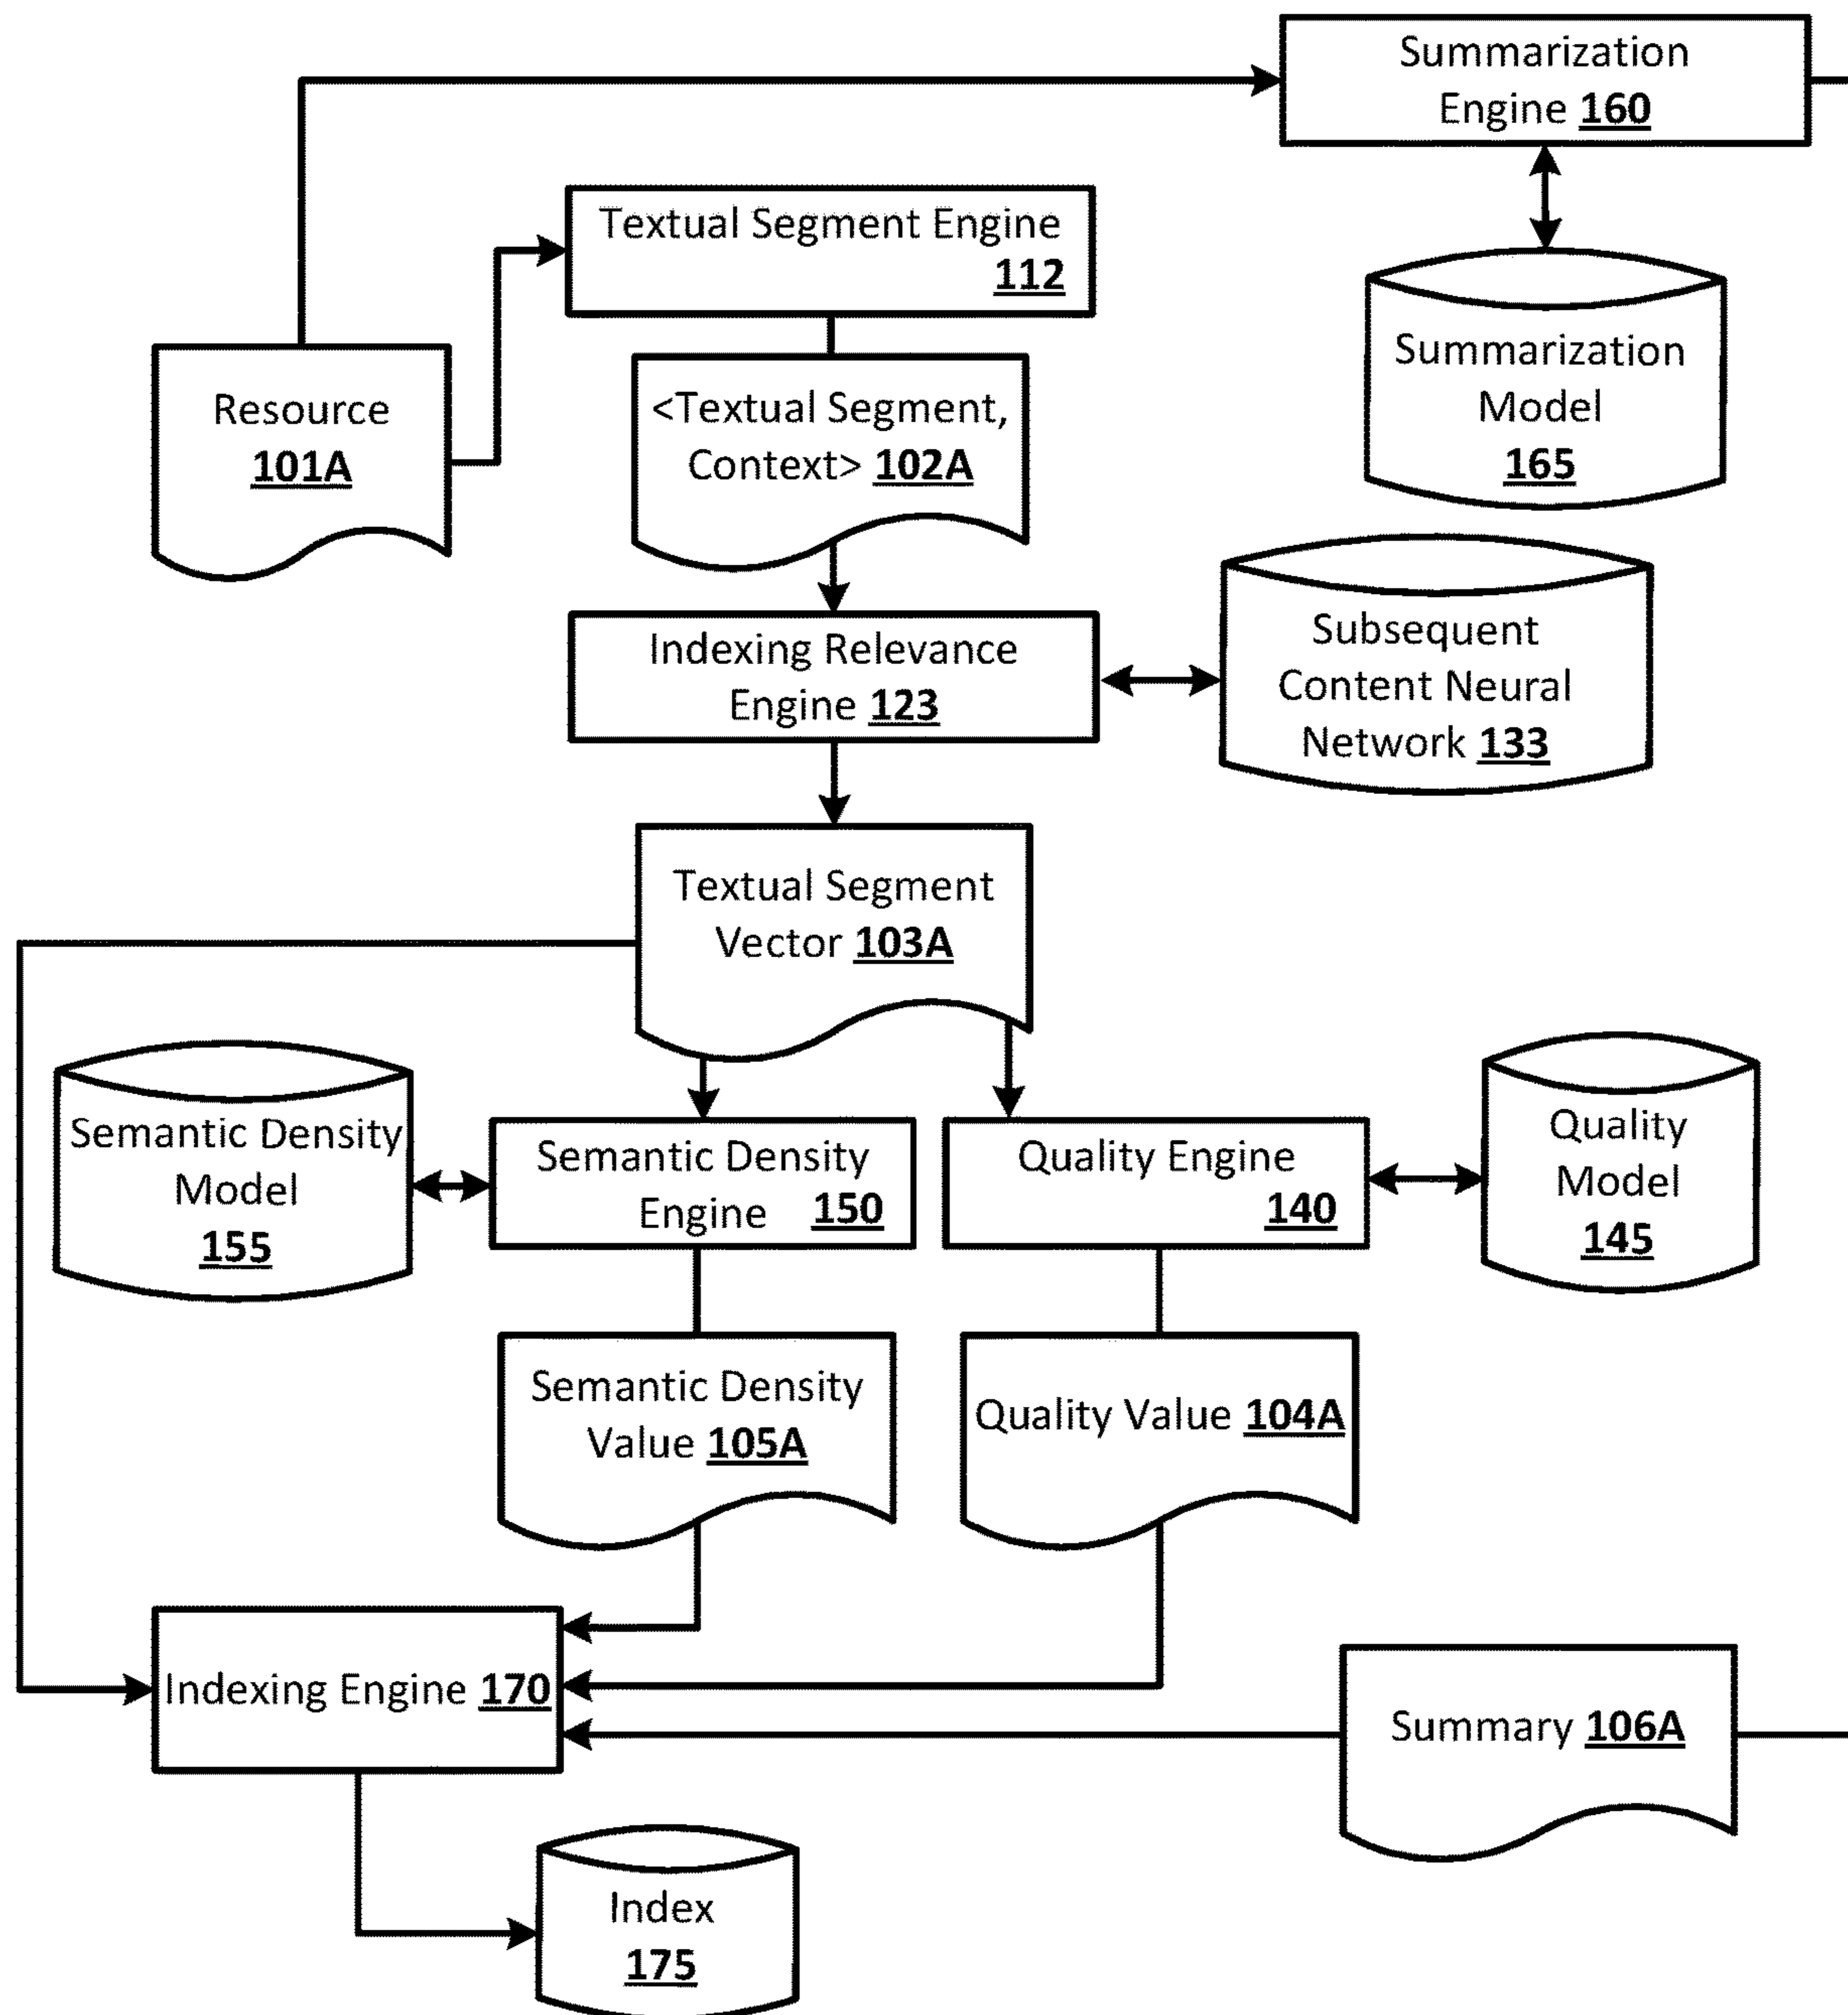 Summarization
Engine 160
Textual Segment Engine
112
Resource
101A
<Textual Segment,
Context> 102A
Summarization
Model
165
Indexing Relevance
Engine 123
Subsequent
Content Neural
Network 133
Textual Segment
Vector 103A
Semantic Density
Model
155
Semantic Density
Engine 150
Quality Engine
140
Quality
Model
145
Semantic Density
Value 105A
Quality Value 104A
Indexing Engine 170
Summary 106A
Index
175